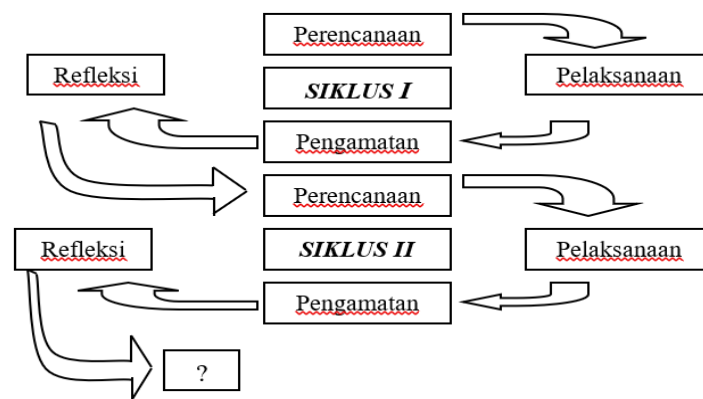 Perencanaan
Refleksi
Pelaksanaan
SIKLUS I
Pengamatan
Perencanaan
Refleksi
SIKLUS II
Pelaksanaan
Pengamatan
?